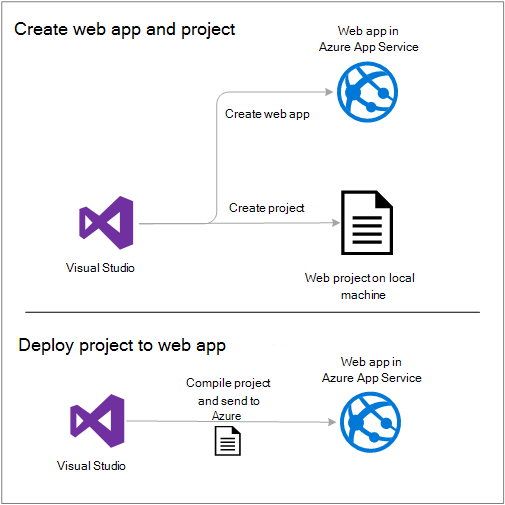 Create web app and project
Web app in
Azure App Service
Create web app
Create project
Visual Studio
Web project on local
machine
Deploy project to web app
Web app in
Azure App Service
Compile project
and send to
Azure
Visual Studio